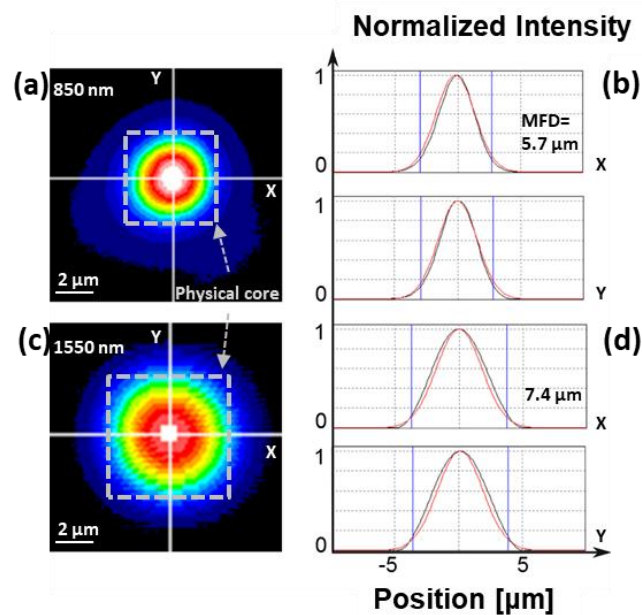 Normalized Intensity
(a)
850 nm
Y
X
2 µm
Physical core
(b)
1
0
MFD=
5.7 µm
X
1
0
Y
(c)
1550 nm
Y
X
2 µm
(d)
1
0
7.4 µm
X
1
0
Y
-5
5
Position [µm]